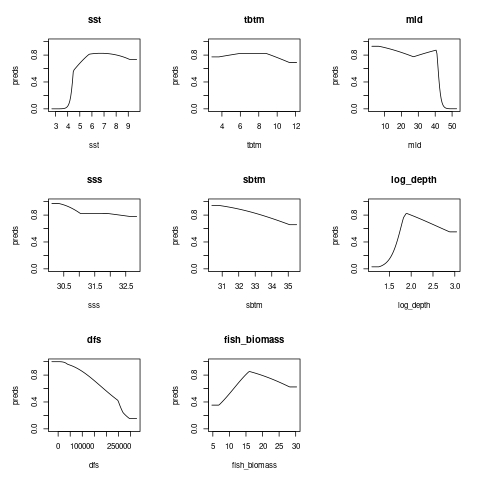 sst
preds
0.0 0.4 0.8
3 4 5 6 7 8 9
sst
tbtm
preds
0.0 0.4 0.8
4 6 8 10 12
tbtm
mld
preds
0.0 0.4 0.8
10 20 30 40 50
mld
sss
preds
0.0 0.4 0.8
30.5 31.5 32.5
sss
sbtm
preds
0.0 0.4 0.8
31 32 33 34 35
sbtm
log_depth
preds
0.0 0.4 0.8
1.5 2.0 2.5 3.0
log_depth
dfs
preds
0.0 0.4 0.8
0 100000 250000
dfs
fish_biomass
preds
0.0 0.4 0.8
5 10 15 20 25 30
fish_biomass